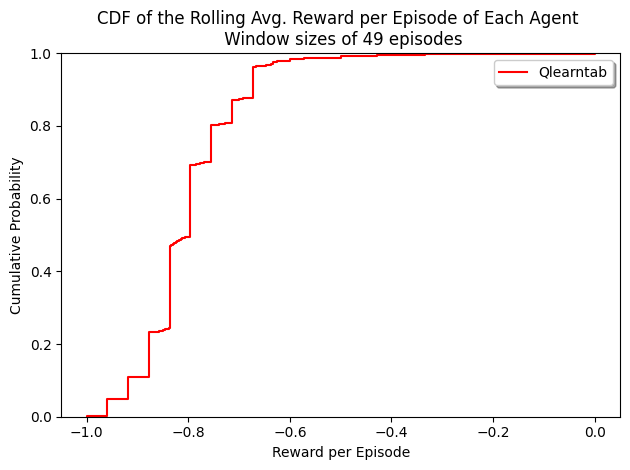 CDF of the Rolling Avg. Reward per Episode of Each Agent
Window sizes of 49 episodes
1.0
0.8
0.6
0.4
0.2
0.0
Cumulative Probability
Qlearntab
−1.0
−0.8
−0.6
−0.4
−0.2
0.0
Reward per Episode